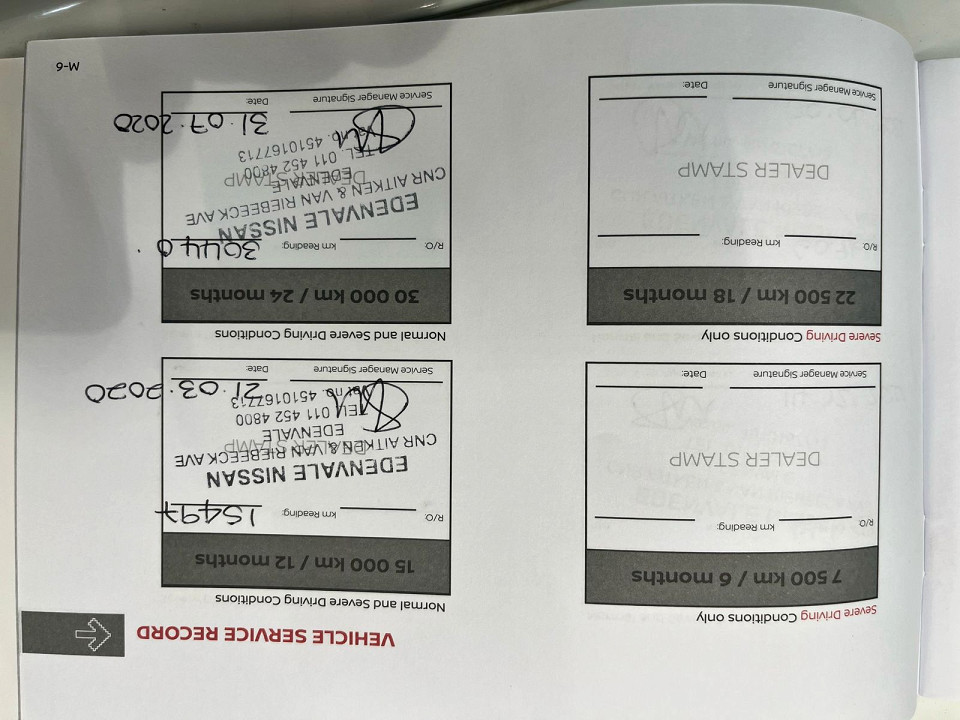 VEHICLE SERVICE RECORD
Severe Driving Conditions only
7 500 km / 6 months
R/O: km Reading:
DEALER STAMP
Service Manager Signature Date:
Normal and Severe Driving Conditions
15 000 km / 12 months
R/O: km Reading: 15497
DEALER STAMP
EDENVALE NISSAN
CNR AITKEN & VAN RIEBEECK AVE
EDENVALE
TEL. 011 452 4800
Vat no. 4510167713
21.03.2020
Service Manager Signature Date:
Severe Driving Conditions only
22 500 km / 18 months
R/O: km Reading:
DEALER STAMP
Service Manager Signature Date:
Normal and Severe Driving Conditions
30 000 km / 24 months
R/O: km Reading: 30440
EDENVALE NISSAN
CNR AITKEN & VAN RIEBEECK AVE
DEALER STAMP
EDENVALE
TEL. 011 452 4800
Vat no. 4510167713
31.07.2020
Service Manager Signature Date:
M-6